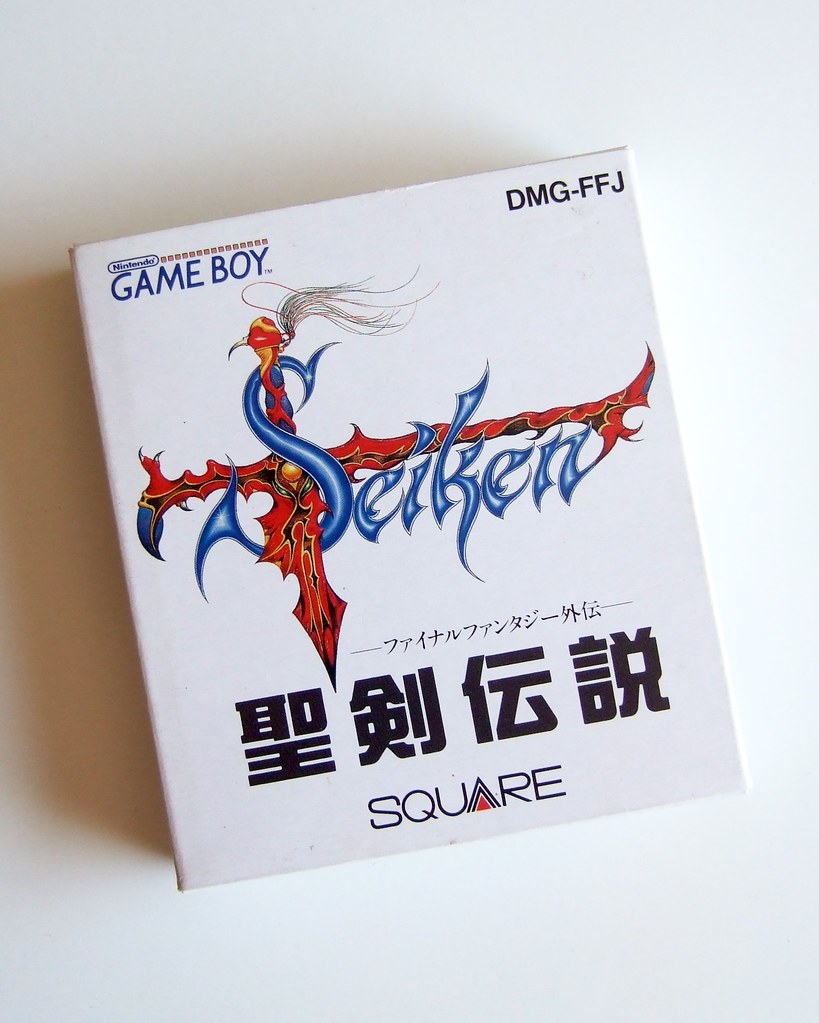 DMG-FFJ
Nintendo
GAME BOY™
Seiken
―ファイナルファンタジー外伝―
聖剣伝説
SQUARE